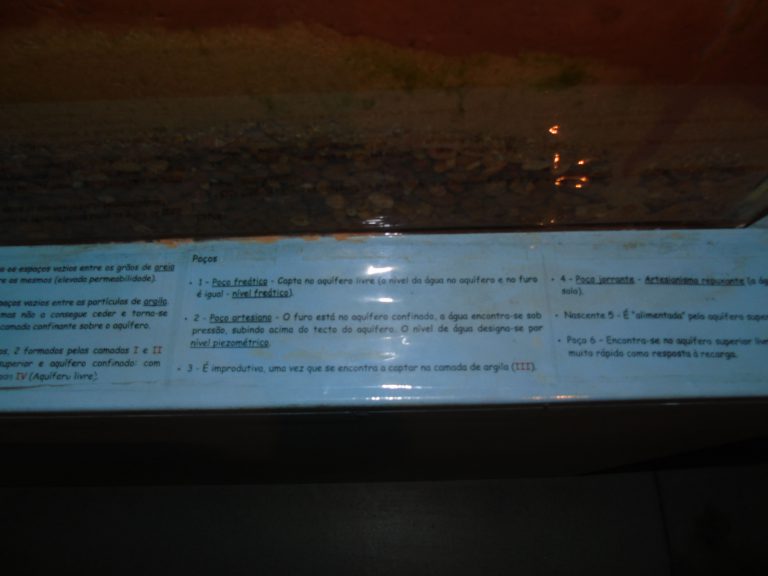 os espaços vazios entre os grãos de areia
os mesmos (elevada permeabilidade).
espaços vazios entre as partículas de argila.
mas não a consegue ceder e torna-se
camada confinante sobre o aquífero.
2 formados pelas camadas I e II
superior e aquífero confinado: com
IV (Aquífero livre).
Poços
• 1 - Poço freático - Capta no aquífero livre (o nível da água no aquífero e no furo
é igual - nível freático).
• 2 - Poço artesiano - O furo está no aquífero confinado, a água encontra-se sob
pressão, subindo acima do tecto do aquífero. O nível de água designa-se por
nível piezométrico.
• 3 - É improdutivo, uma vez que se encontra a captar na camada de argila (III).
• 4 - Poço jorrante - Artesianismo repuxante (a
solo).
• Nascente 5 - É "alimentada" pelo aquífero
• Poço 6 - Encontra-se no aquífero superior
muito rápido como resposta à recarga.